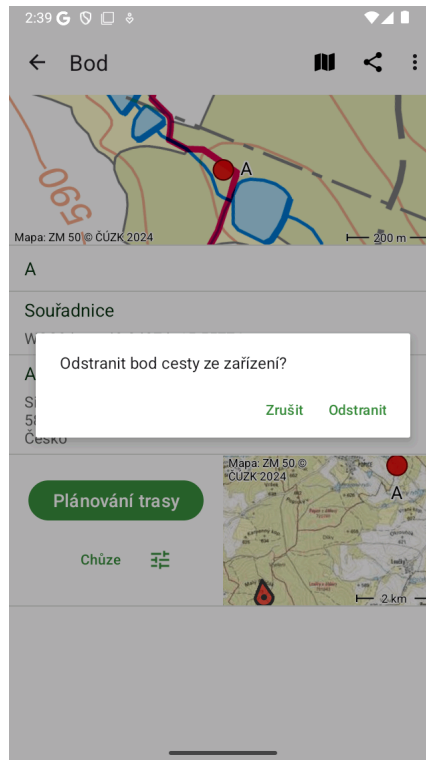 2:39
Bod
590
A
Mapa: ZM 50 © ČÚZK 2024
200 m
A
Souřadnice
Odstranit bod cesty ze zařízení?
Zrušit
Odstranit
Česko
Mapa: ZM 50 ©
ČÚZK 2024
A
Plánování trasy
Chůze
2 km